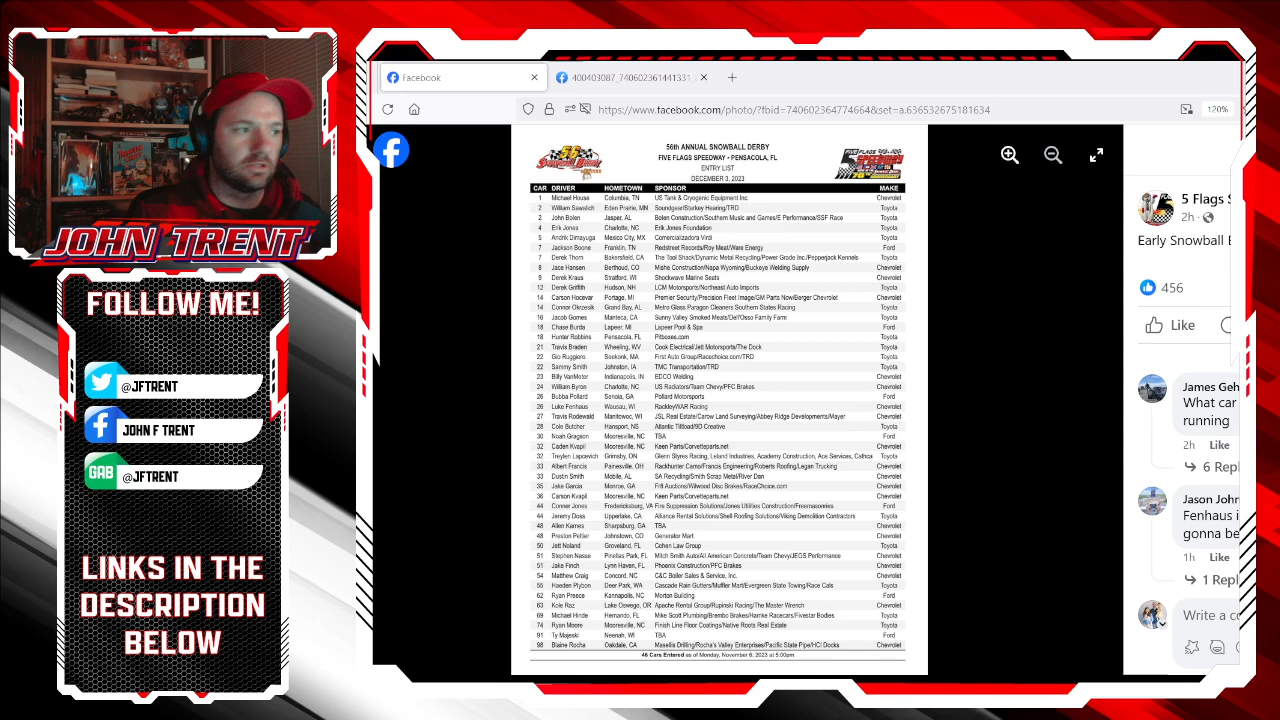 JOHN TRENT
FOLLOW ME!
@JFTRENT
JOHN F TRENT
GAB
@JFTRENT
LINKS IN THE
DESCRIPTION
BELOW
Facebook
400403087_740602361441331
https://www.facebook.com/photo/?fbid=740602364774664&set=a.636532675181634
120%
56th ANNUAL SNOWBALL DERBY
FIVE FLAGS SPEEDWAY • PENSACOLA, FL
ENTRY LIST
DECEMBER 3, 2023
CAR DRIVER HOMETOWN SPONSOR MAKE
1 Michael House Columbia, TN US Tank & Cryogenic Equipment Inc. Chevrolet
2 William Sawalich Eden Prairie, MN Soundgear/Starkey Hearing/TRD Toyota
2 John Bolen Jasper, AL Bolen Construction/Southern Music and Games/E Performance/SSF Race Toyota
4 Erik Jones Charlotte, NC Erik Jones Foundation Toyota
5 Andrik Dimayuga Mexico City, MX Comercializadora Virdi Toyota
7 Jackson Boone Franklin, TN Redstreet Records/Roy Meat/Ware Energy Ford
7 Derek Thorn Bakersfield, CA The Tool Shack/Dynamic Metal Recycling/Power Grade Inc./Pepperjack Kennels Toyota
8 Jace Hansen Berthoud, CO Mishe Construction/Napa Wyoming/Buckeye Welding Supply Chevrolet
9 Derek Kraus Stratford, WI Shockwave Marine Seats Chevrolet
12 Derek Griffith Hudson, NH LCM Motorsports/Northeast Auto Imports Toyota
14 Carson Hocevar Portage, MI Premier Security/Precision Fleet Image/GM Parts Now/Berger Chevrolet Chevrolet
14 Connor Okrzesik Grand Bay, AL Metro Glass Paragon Cleaners Southern States Racing Toyota
16 Jacob Gomes Manteca, CA Sunny Valley Smoked Meats/Dell'Osso Family Farm Toyota
18 Chase Burda Lapeer, MI Lapeer Pool & Spa Ford
18 Hunter Robbins Pensacola, FL Pitboxes.com Toyota
21 Travis Braden Wheeling, WV Cook Electrical/Jett Motorsports/The Dock Toyota
22 Gio Ruggiero Seekonk, MA First Auto Group/Racechoice.com/TRD Toyota
22 Sammy Smith Johnston, IA TMC Transportation/TRD Toyota
23 Billy VanMeter Indianapolis, IN EDCO Welding Chevrolet
24 William Byron Charlotte, NC US Radiators/Team Chevy/PFC Brakes Chevrolet
26 Bubba Pollard Senoia, GA Pollard Motorsports Ford
26 Luke Fenhaus Wausau, WI RackleyWAR Racing Chevrolet
27 Travis Rodewald Manitowoc, WI JSL Real Estate/Carow Land Surveying/Abbey Ridge Developments/Mayer Chevrolet
28 Cole Butcher Hansport, NS Atlantic Tiltload/9D Creative Toyota
30 Noah Gragson Mooresville, NC TBA Ford
32 Caden Kvapil Mooresville, NC Keen Parts/Corvetteparts.net Chevrolet
32 Treyten Lapcevich Grimsby, ON Glenn Styres Racing, Leland Industries, Academy Construction, Ace Services, Cathca Toyota
33 Albert Francis Painesville, OH Rackhunter Camo/Francis Engineering/Roberts Roofing/Legan Trucking Chevrolet
33 Dustin Smith Mobile, AL SA Recycling/Smith Scrap Metal/River Dan Chevrolet
35 Jake Garcia Monroe, GA Fr8 Auctions/Wilwood Disc Brakes/RaceChoice.com Chevrolet
36 Carson Kvapil Mooresville, NC Keen Parts/Corvetteparts.net Chevrolet
44 Conner Jones Fredericksburg, VA Fire Suppression Solutions/Jones Utilities Construction/Freemasonries Ford
44 Jeremy Doss Upperlake, CA Alliance Rental Solutions/Shell Roofing Solutions/Viking Demolition Contractors Toyota
48 Allen Karnes Sharpsburg, GA TBA Chevrolet
48 Preston Peltier Johnstown, CO Generator Mart Chevrolet
50 Jett Noland Groveland, FL Cohen Law Group Toyota
51 Stephen Nasse Pinellas Park, FL Mitch Smith Auto/All American Concrete/Team Chevy/JEGS Performance Chevrolet
51 Jake Finch Lynn Haven, FL Phoenix Construction/PFC Brakes Chevrolet
54 Matthew Craig Concord, NC C&C Boiler Sales & Service, Inc. Chevrolet
55 Haeden Plybon Deer Park, WA Cascade Rain Gutters/Muffler Mart/Evergreen State Towing/Race Cals Toyota
62 Ryan Preece Kannapolis, NC Morton Building Ford
63 Kole Raz Lake Oswego, OR Apache Rental Group/Rupinski Racing/The Master Wrench Chevrolet
69 Michael Hinde Hernando, FL Mike Scott Plumbing/Brembo Brakes/Hamke Racecars/Fivestar Bodies Toyota
74 Ryan Moore Mooresville, NC Finish Line Floor Coatings/Native Roots Real Estate Toyota
91 Ty Majeski Neenah, WI TBA Ford
98 Blaine Rocha Oakdale, CA Masellis Drilling/Rocha's Valley Enterprises/Pacific State Pipe/HCI Docks Chevrolet
46 Cars Entered as of Monday, November 6, 2023 at 5:00pm
5 Flags S
2h
Early Snowball
456
Like
James Geh
What car
running
2h Like
6 Repl
Jason John
Fenhaus i
gonna be
1h Like
1 Repl
Write a c